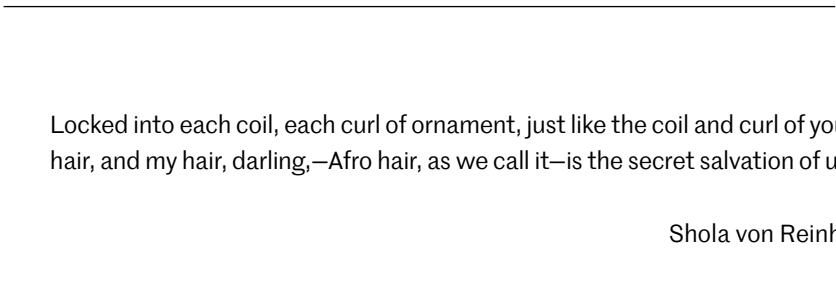 Locked into each coil, each curl of ornament, just like the coil and curl of
hair, and my hair, darling,—Afro hair, as we call it—is the secret salvation of
Shola von